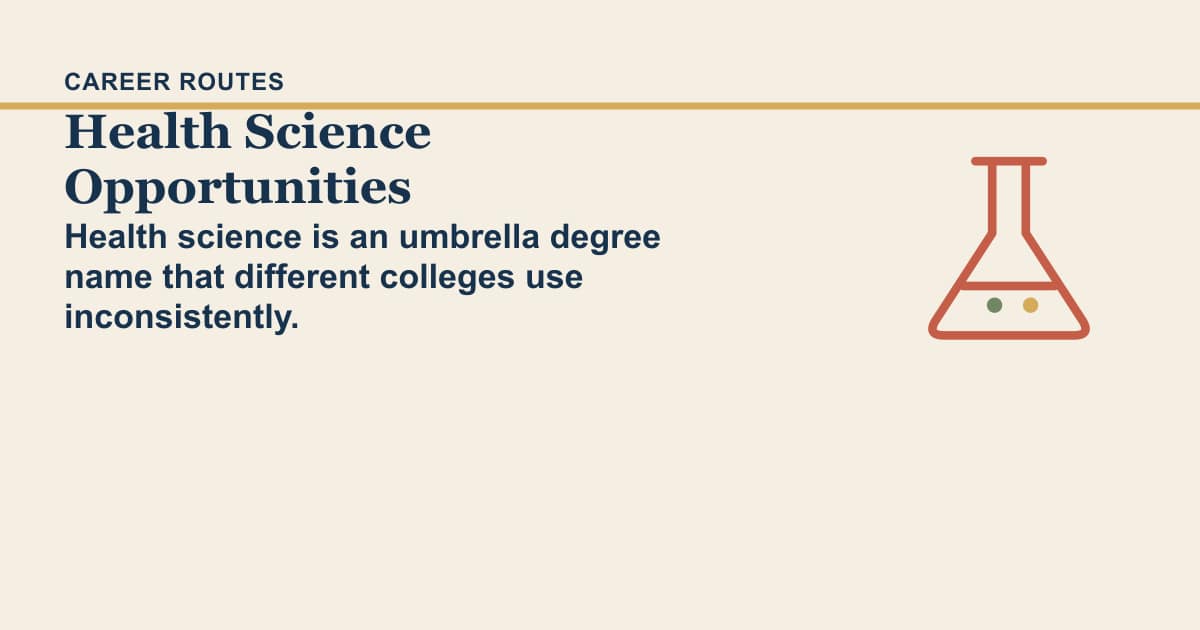 CAREER ROUTES
Health Science
Opportunities
Health science is an umbrella degree
name that different colleges use
inconsistently.